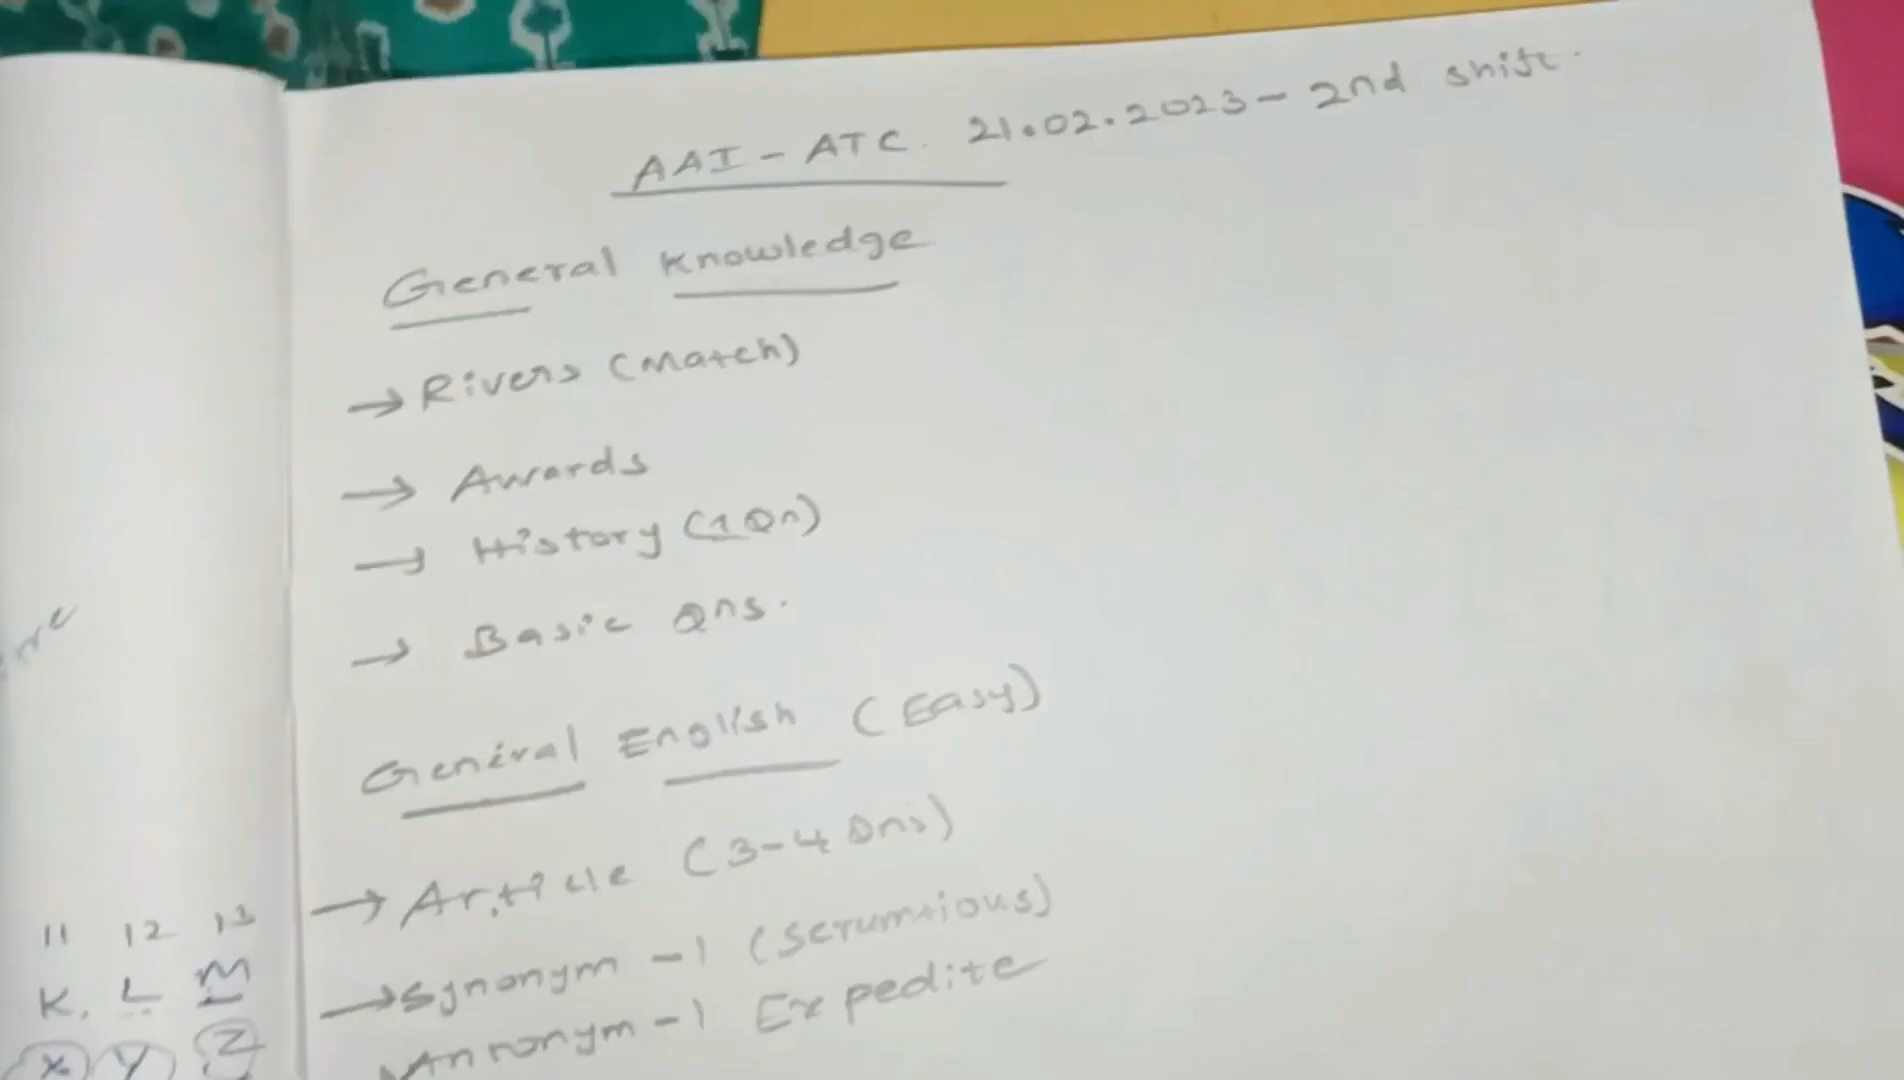 AAI - ATC. 21.02.2023 - 2nd shift.
General Knowledge
→ Rivers (Match)
→ Awards
→ History (1 Qn)
→ Basic Qns.
General English (Easy)
→ Article (3-4 Qns)
→ Synonym - 1 (Scrumtious)
Antonym - 1 Expedite
11 12 13
K, L M
X Y Z